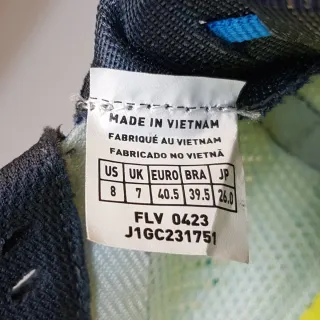 MADE IN VIETNAM
FABRIQUÉ AU VIETNAM
FABRICADO NO VIETNÃ
US UK EURO BRA JP
8 7 40.5 39.5 26.0
FLV 0423
J1GC231751